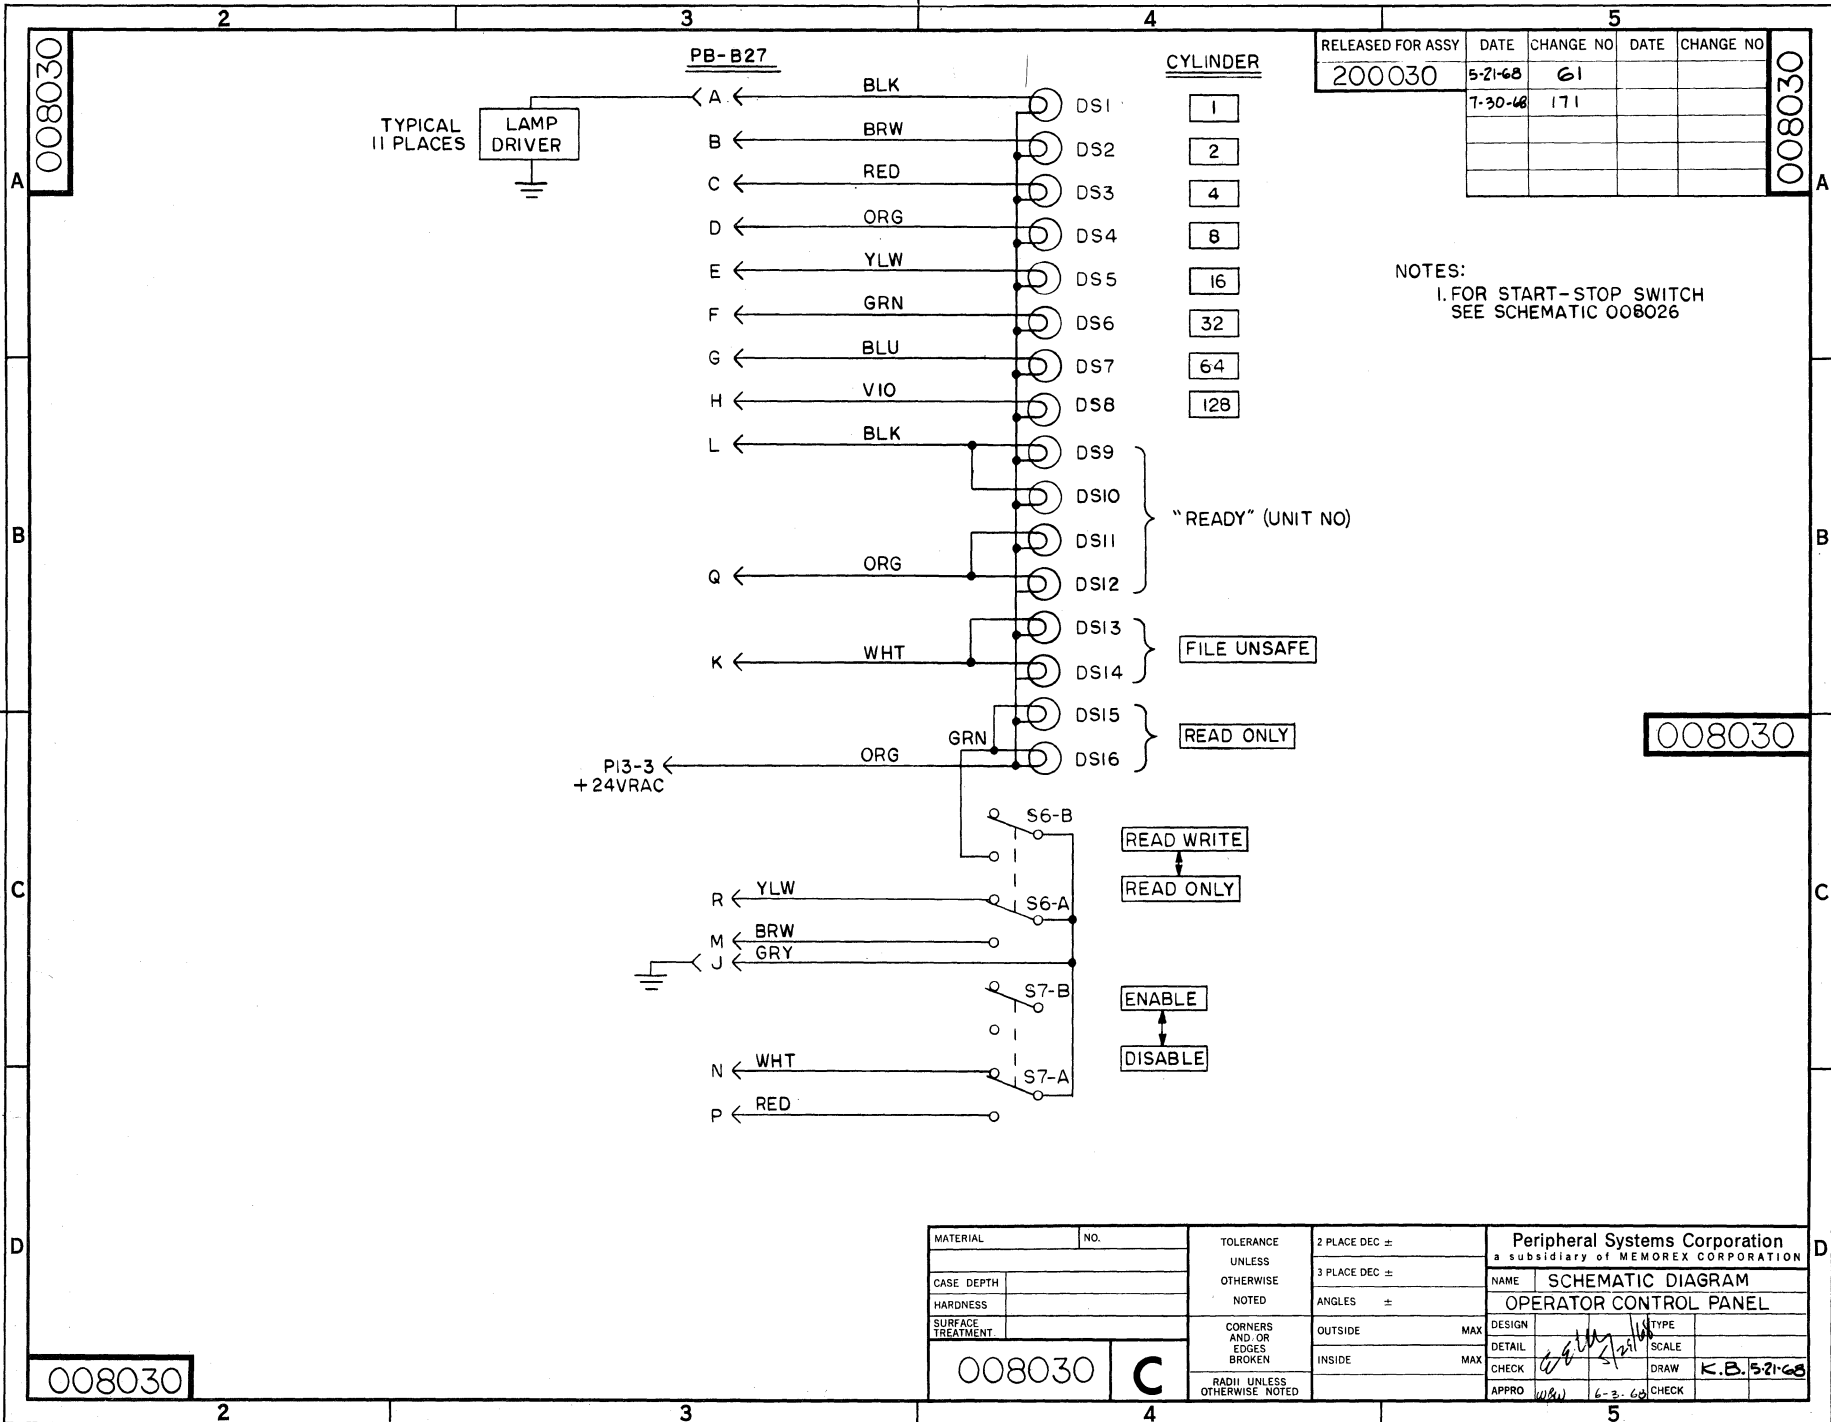 2 3 4 5
008030
PB-B27
CYLINDER
RELEASED FOR ASSY DATE CHANGE NO DATE CHANGE NO
200030 5-21-68 61
7-30-68 171
008030
TYPICAL
11 PLACES
LAMP
DRIVER
A BLK DS1 1
B BRW DS2 2
C RED DS3 4
D ORG DS4 8
E YLW DS5 16
F GRN DS6 32
G BLU DS7 64
H VIO DS8 128
L BLK DS9
DS10
"READY" (UNIT NO)
DS11
Q ORG DS12
DS13
K WHT DS14
FILE UNSAFE
DS15
GRN
READ ONLY
P13-3 ORG DS16
+24VRAC
NOTES:
1. FOR START-STOP SWITCH
SEE SCHEMATIC 008026
A A
B B
C C
D D
008030
S6-B
READ WRITE
READ ONLY
R YLW S6-A
M BRW
J GRY
S7-B
ENABLE
DISABLE
N WHT S7-A
P RED
MATERIAL NO.
CASE DEPTH
HARDNESS
SURFACE
TREATMENT.
008030 C
TOLERANCE
UNLESS
OTHERWISE
NOTED
CORNERS
AND/OR
EDGES
BROKEN
RADII UNLESS
OTHERWISE NOTED
2 PLACE DEC ±
3 PLACE DEC ±
ANGLES ±
OUTSIDE MAX
INSIDE MAX
Peripheral Systems Corporation
a subsidiary of MEMOREX CORPORATION
NAME SCHEMATIC DIAGRAM
OPERATOR CONTROL PANEL
DESIGN TYPE
DETAIL SCALE
CHECK DRAW K.B. 5-21-68
APPRO 6-3-68 CHECK
008030
2 3 4 5